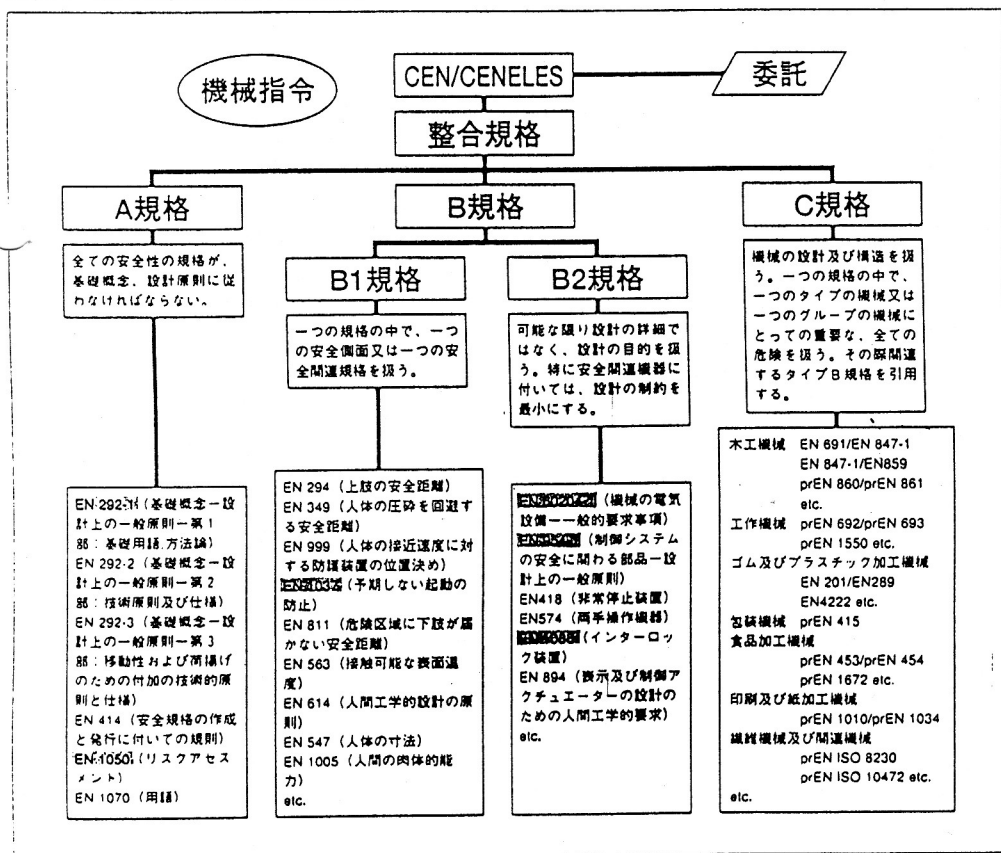 機械指令
CEN/CENELES
委託
整合規格
A規格
全ての安全性の規格が、
基礎概念、設計原則に従
わなければならない。
EN 292-1 (基礎概念ー設
計上の一般原則ー第1
部:基礎用語,方法論)
EN 292-2 (基礎概念ー設
計上の一般原則ー第2
部:技術原則及び仕様)
EN 292-3 (基礎概念ー設
計上の一般原則ー第3
部:移動性および荷揚げ
のための付加の技術的原
則と仕様)
EN 414 (安全規格の作成
と発行に付いての規則)
EN 1050 (リスクアセス
メント)
EN 1070 (用語)
B規格
B1規格
一つの規格の中で、一つ
の安全側面又は一つの安
全関連規格を扱う。
EN 294 (上肢の安全距離)
EN 349 (人体の圧砕を回避す
る安全距離)
EN 999 (人体の接近速度に対
する防護装置の位置決め)
(予期しない起動の
防止)
EN 811 (危険区域に下肢が届
かない安全距離)
EN 563 (接触可能な表面温
度)
EN 614 (人間工学的設計の原
則)
EN 547 (人体の寸法)
EN 1005 (人間の肉体的能
力)
etc.
B2規格
可能な限り設計の詳細で
はなく、設計の目的を扱
う。特に安全関連機器に
付いては、設計の制約を
最小にする。
(機械の電気
設備ー一般的要求事項)
(制御システム
の安全に関わる部品ー設
計上の一般原則)
EN418 (非常停止装置)
EN574 (両手操作機器)
(インターロッ
ク装置)
EN 894 (表示及び制御ア
クチュエーターの設計の
ための人間工学的要求)
etc.
C規格
機械の設計及び構造を扱
う。一つの規格の中で、
一つのタイプの機械又は
一つのグループの機械に
とっての重要な、全ての
危険を扱う。その際関連
するタイプB規格を引用
する。
木工機械 EN 691/EN 847-1
EN 847-1/EN859
prEN 860/prEN 861
etc.
工作機械 prEN 692/prEN 693
prEN 1550 etc.
ゴム及びプラスチック加工機械
EN 201/EN289
EN4222 etc.
包装機械 prEN 415
食品加工機械
prEN 453/prEN 454
prEN 1672 etc.
印刷及び紙加工機械
prEN 1010/prEN 1034
繊維機械及び関連機械
prEN ISO 8230
prEN ISO 10472 etc.
etc.